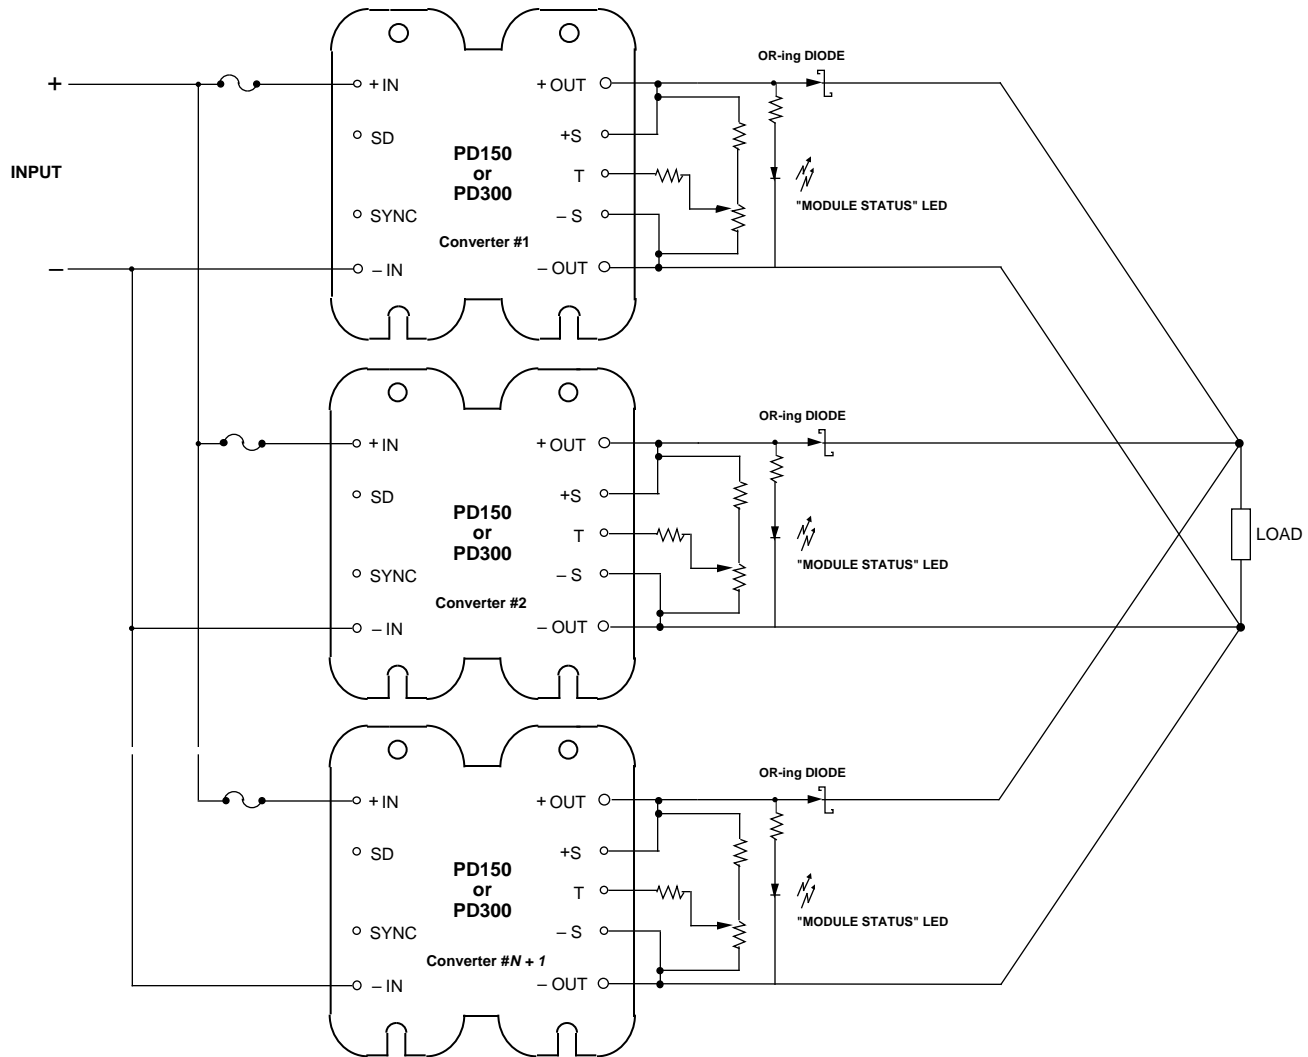 OR-ing DIODE
+
+ IN
+ OUT
SD
+S
PD150
or
PD300
INPUT
T
"MODULE STATUS" LED
SYNC
– S
Converter #1
–
– IN
– OUT
OR-ing DIODE
+ IN
+ OUT
SD
+S
PD150
or
PD300
T
LOAD
"MODULE STATUS" LED
SYNC
– S
Converter #2
– IN
– OUT
OR-ing DIODE
+ IN
+ OUT
SD
+S
PD150
or
PD300
T
"MODULE STATUS" LED
SYNC
– S
Converter #N + 1
– IN
– OUT